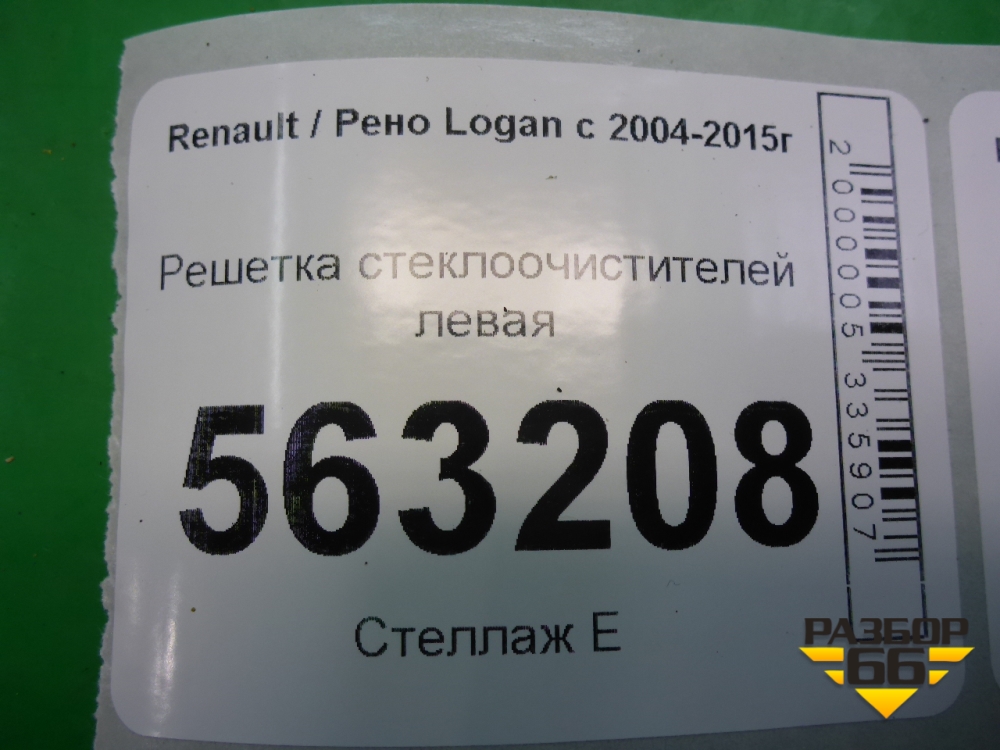 Renault / Рено Logan с 2004-2015г
Решетка стеклоочистителей
левая
563208
Стеллаж Е
2000005335907
РАЗБОР
66